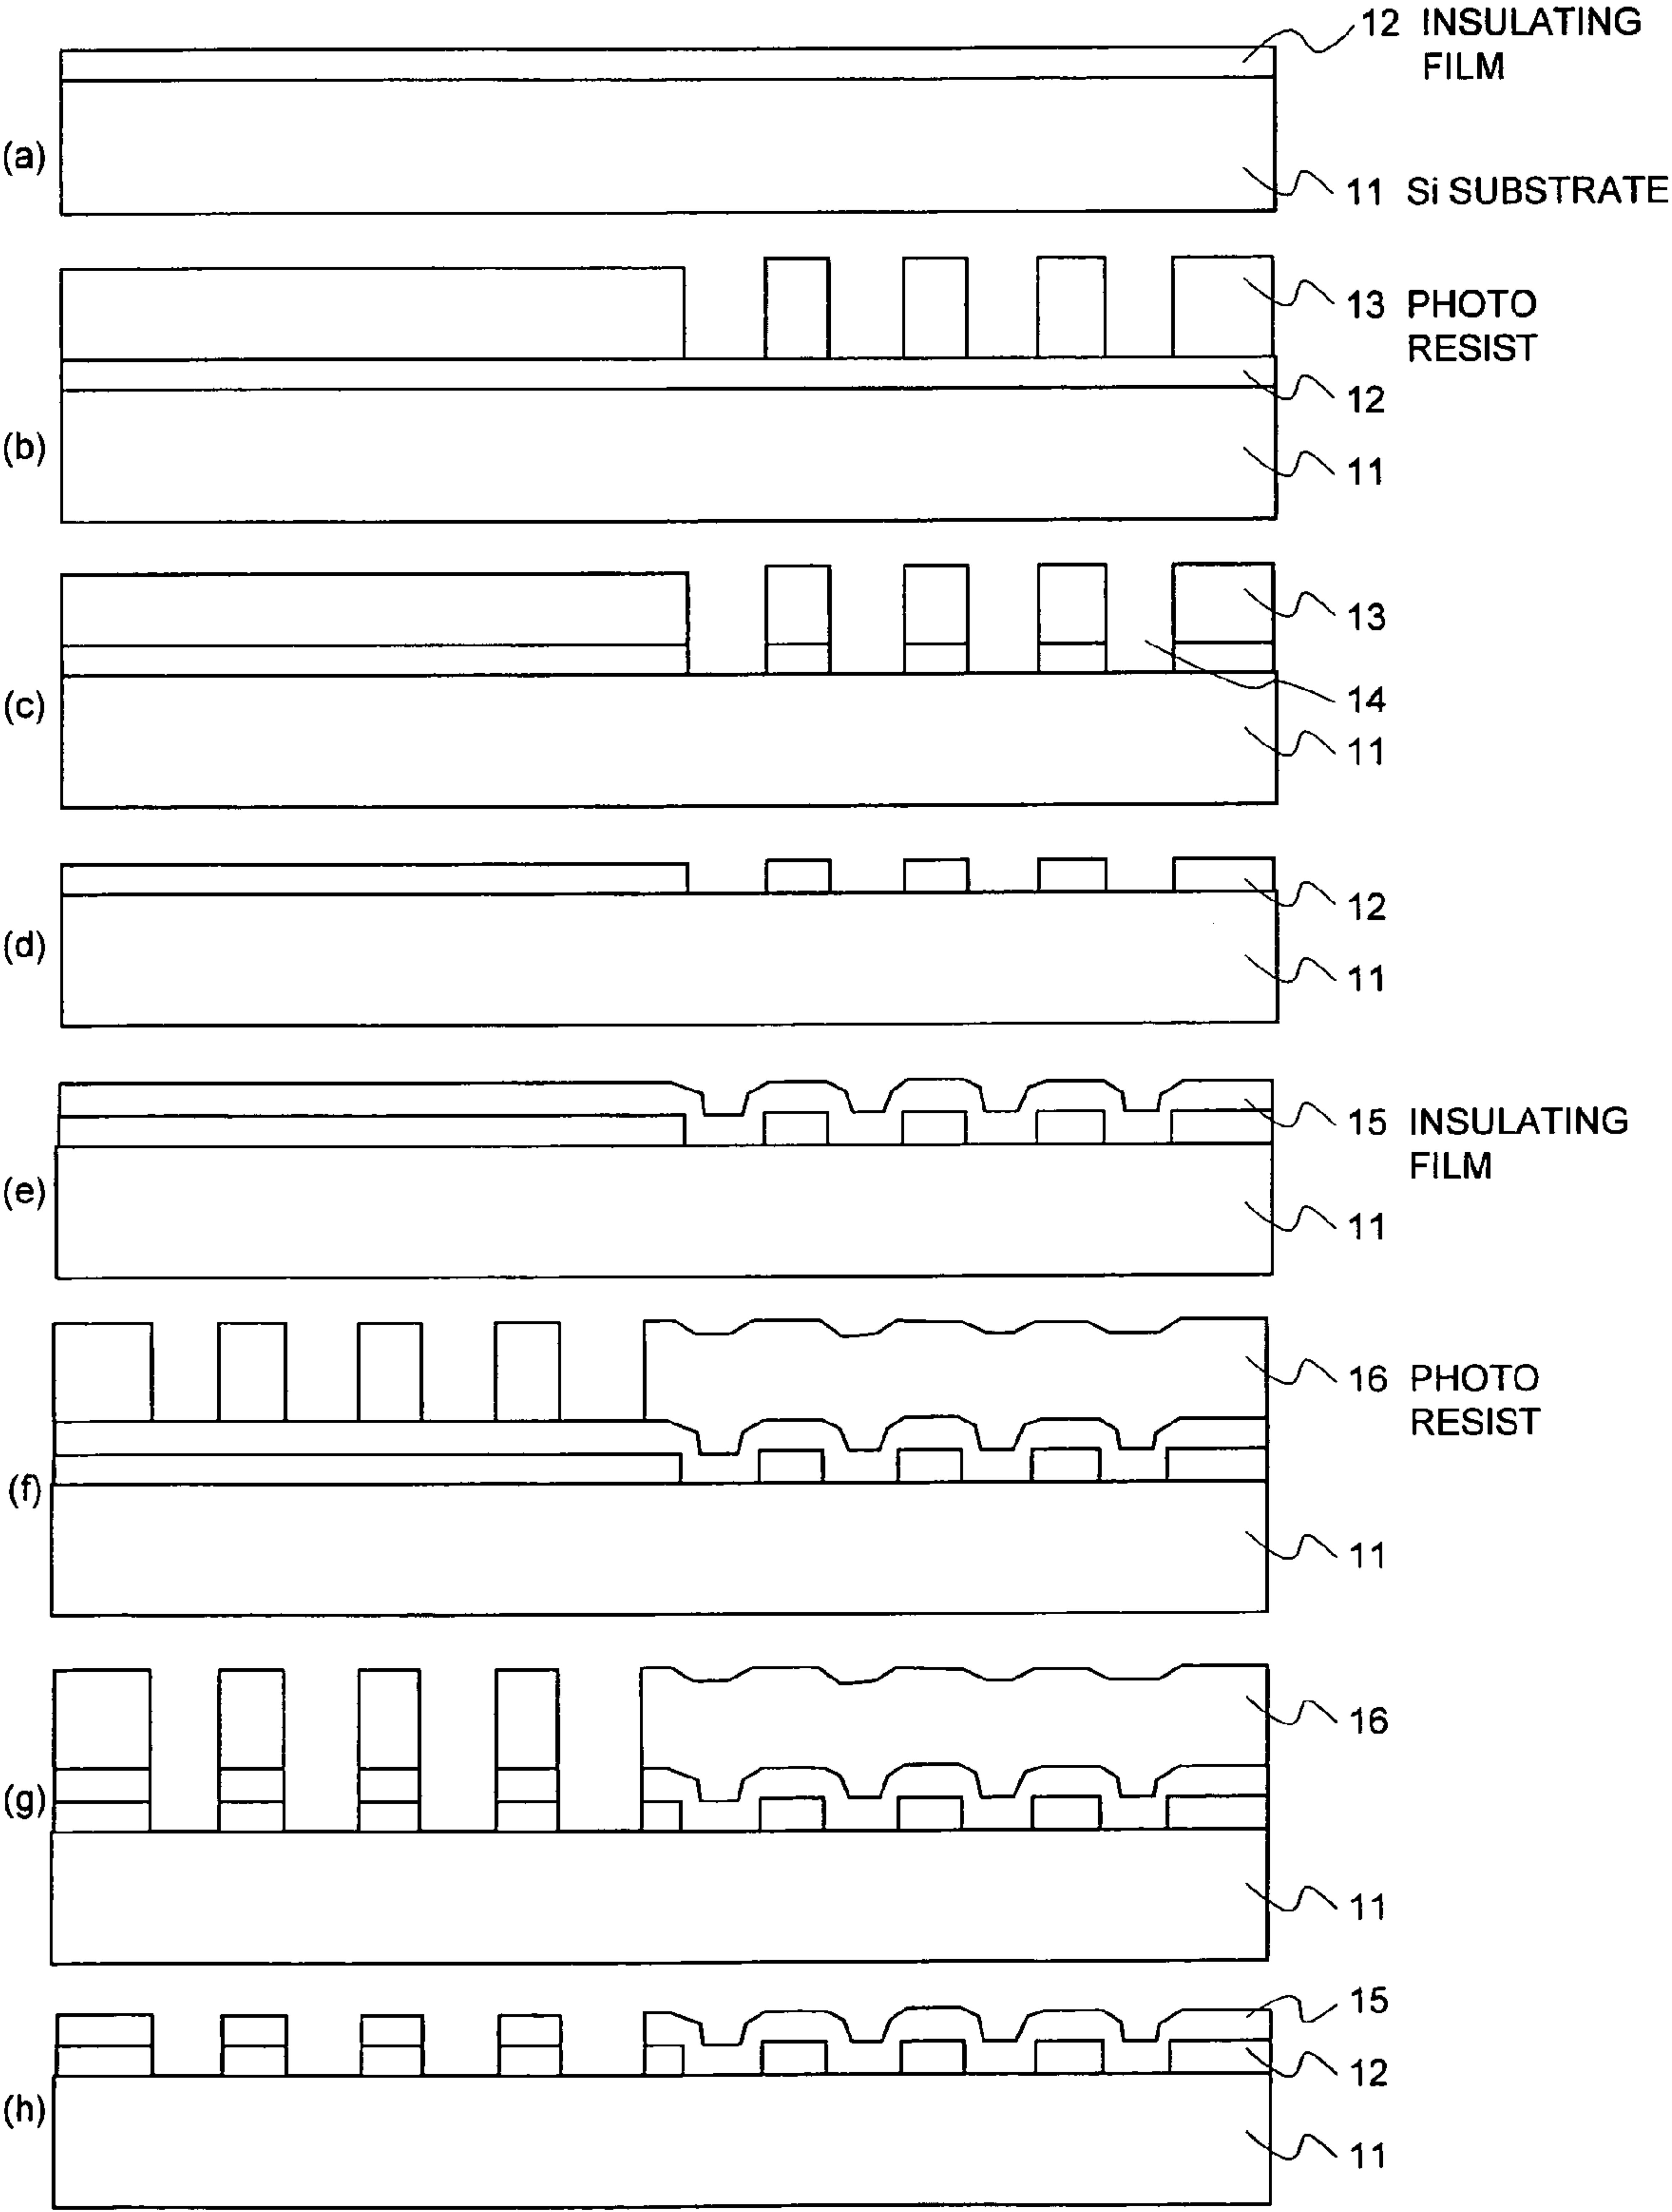 12 INSULATING
FILM
(a)
11 Si SUBSTRATE
13 PHOTO
RESIST
12
(b)
11
13
14
(c)
11
12
(d)
11
15 INSULATING
FILM
(e)
11
16 PHOTO
RESIST
(f)
11
16
(g)
11
15
12
(h)
11